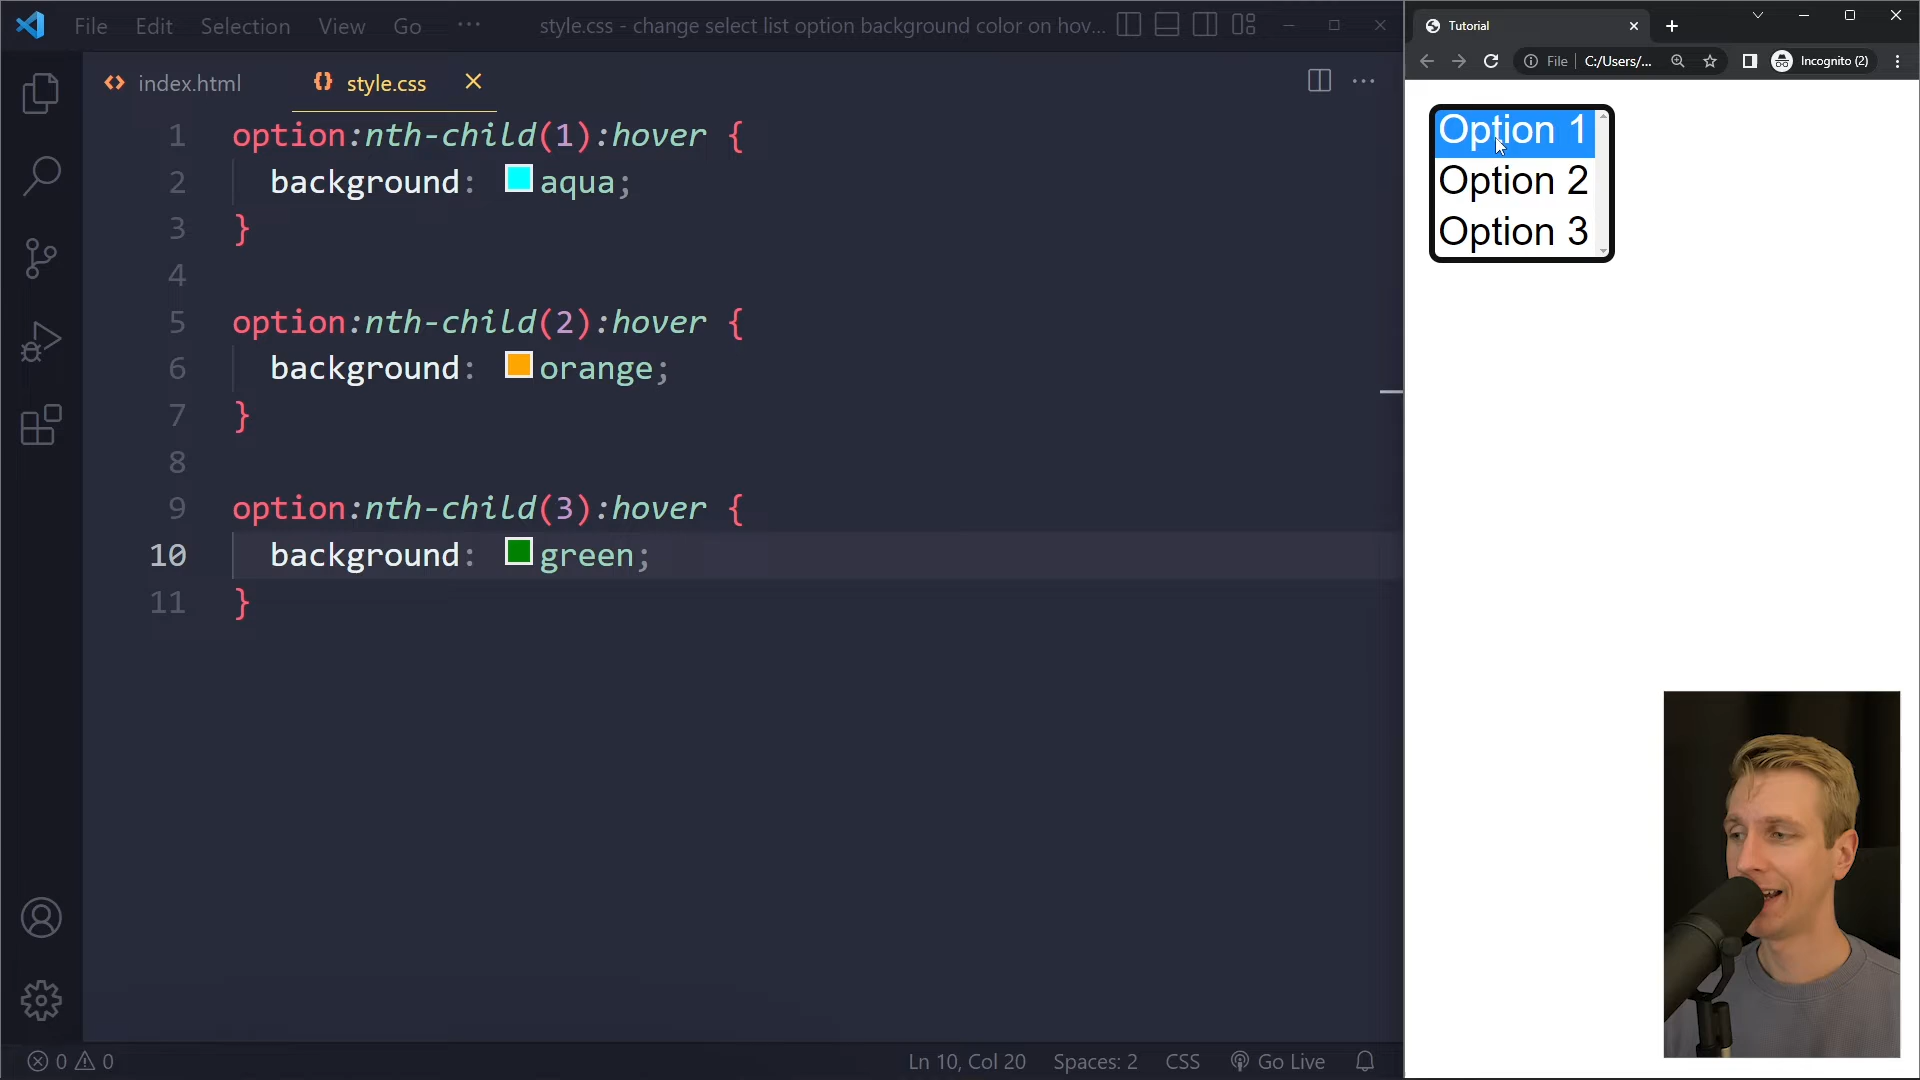 File Edit Selection View Go ··· style.css - change select list option background color on hov...
index.html style.css
1 option:nth-child(1):hover {
2 background: aqua;
3 }
4
5 option:nth-child(2):hover {
6 background: orange;
7 }
8
9 option:nth-child(3):hover {
10 background: green;
11 }
0 0 Ln 10, Col 20 Spaces: 2 CSS Go Live
Tutorial
File C:/Users/... Incognito (2)
Option 1
Option 2
Option 3